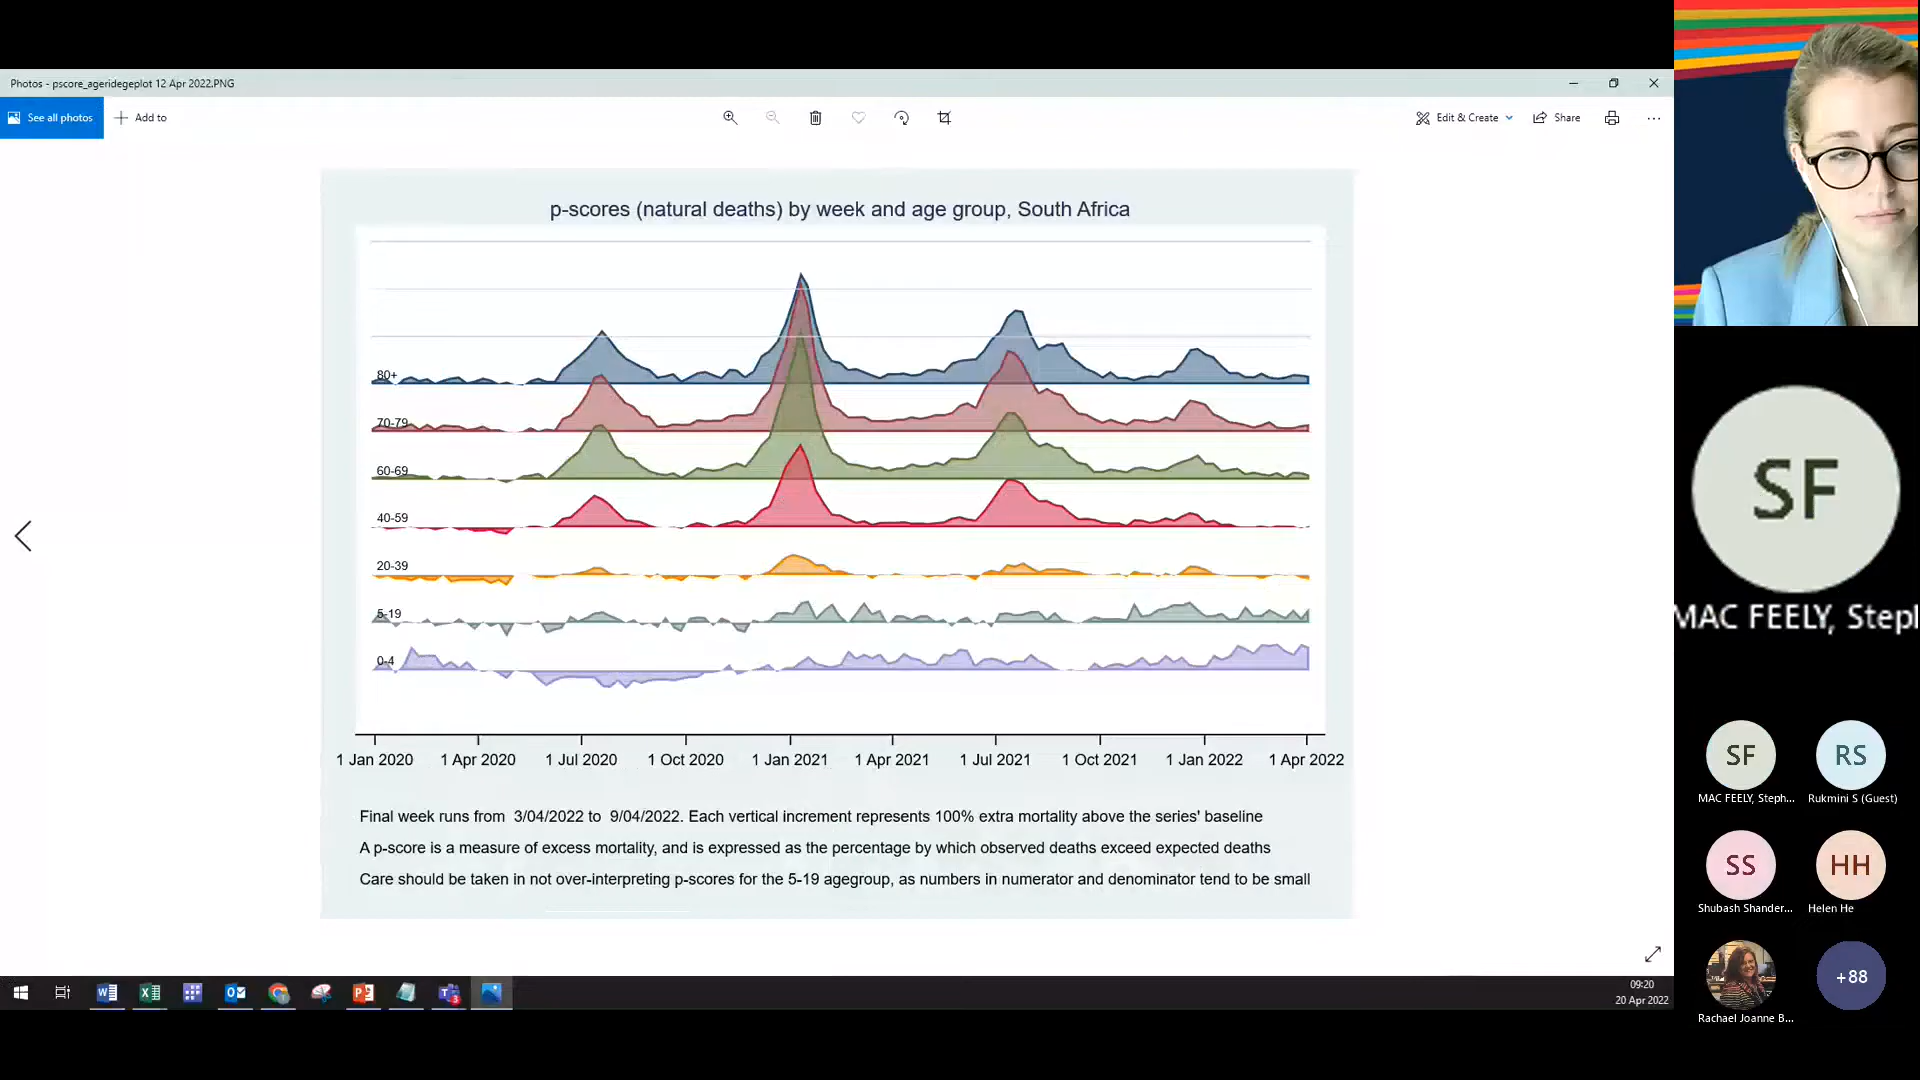 Photos - pscore_ageridgeplot 12 Apr 2022.PNG
See all photos
Add to
Edit & Create
Share
p-scores (natural deaths) by week and age group, South Africa
80+
70-79
60-69
40-59
20-39
5-19
0-4
1 Jan 2020 1 Apr 2020 1 Jul 2020 1 Oct 2020 1 Jan 2021 1 Apr 2021 1 Jul 2021 1 Oct 2021 1 Jan 2022 1 Apr 2022
Final week runs from 3/04/2022 to 9/04/2022. Each vertical increment represents 100% extra mortality above the series' baseline
A p-score is a measure of excess mortality, and is expressed as the percentage by which observed deaths exceed expected deaths
Care should be taken in not over-interpreting p-scores for the 5-19 agegroup, as numbers in numerator and denominator tend to be small
09:20
20 Apr 2022
SF
MAC FEELY, Steph
SF RS
MAC FEELY, Steph... Rukmini S (Guest)
SS HH
Shubash Shander... Helen He
+88
Rachael Joanne B...